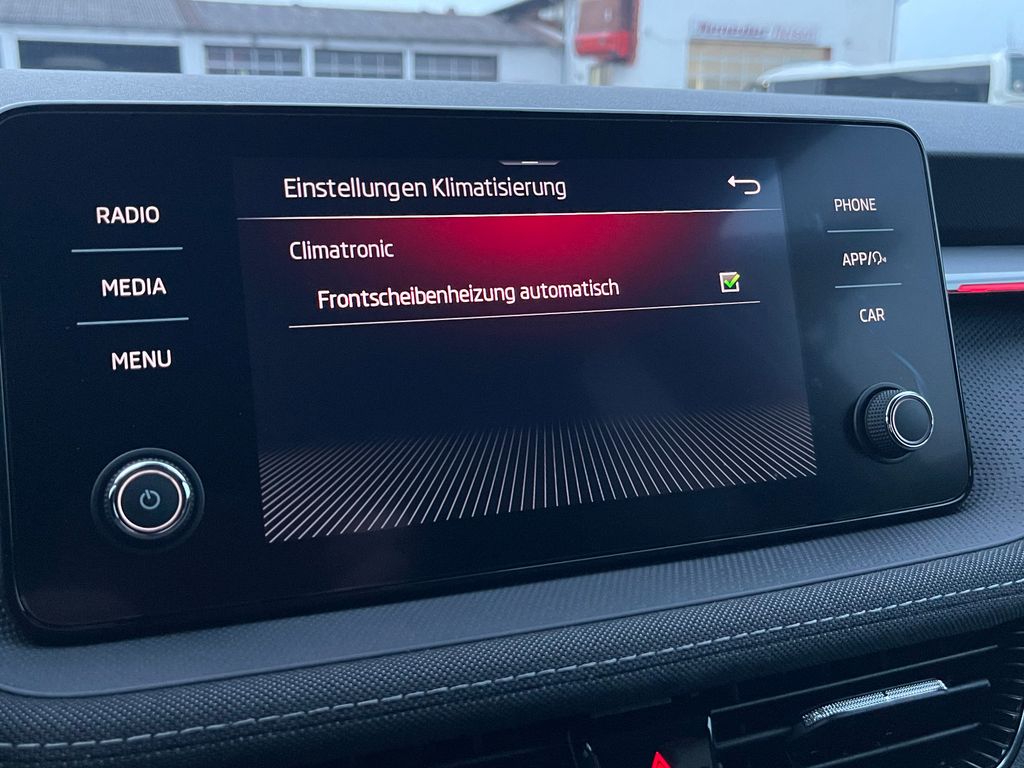 RADIO
MEDIA
MENU
Einstellungen Klimatisierung
Climatronic
Frontscheibenheizung automatisch
PHONE
APP/
CAR